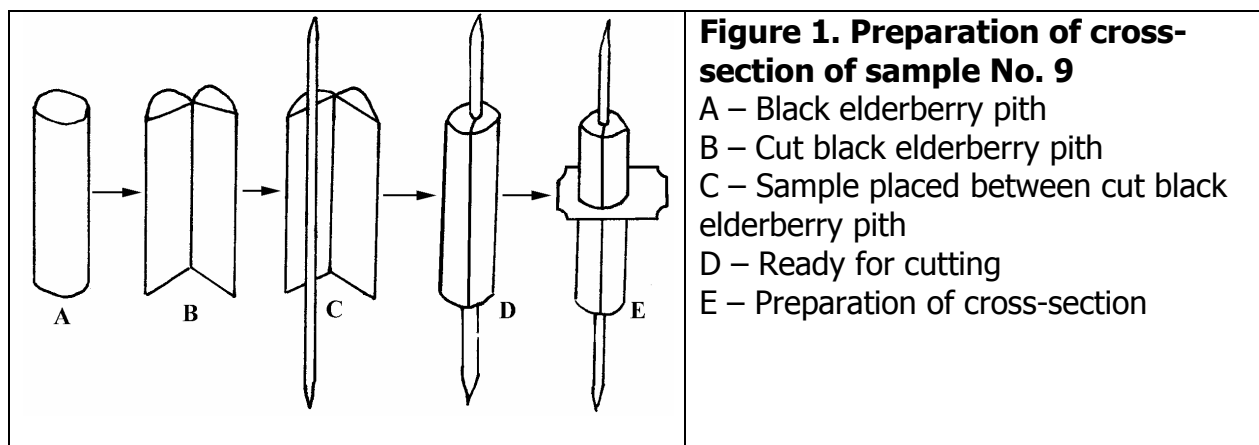 Figure 1. Preparation of cross-
section of sample No. 9
A – Black elderberry pith
B – Cut black elderberry pith
C – Sample placed between cut black
elderberry pith
D – Ready for cutting
E – Preparation of cross-section
A
B
C
D
E